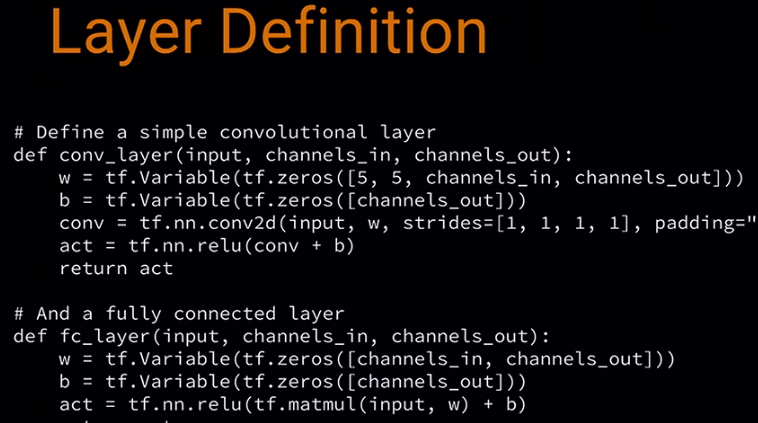 Layer Definition
# Define a simple convolutional layer
def conv_layer(input, channels_in, channels_out):
    w = tf.Variable(tf.zeros([5, 5, channels_in, channels_out]))
    b = tf.Variable(tf.zeros([channels_out]))
    conv = tf.nn.conv2d(input, w, strides=[1, 1, 1, 1], padding="
    act = tf.nn.relu(conv + b)
    return act
# And a fully connected layer
def fc_layer(input, channels_in, channels_out):
    w = tf.Variable(tf.zeros([channels_in, channels_out]))
    b = tf.Variable(tf.zeros([channels_out]))
    act = tf.nn.relu(tf.matmul(input, w) + b)